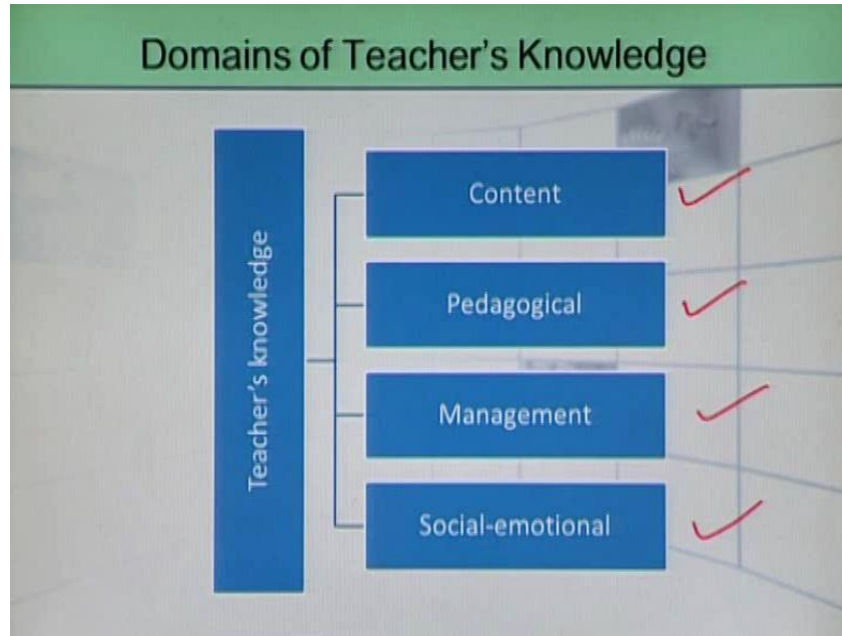 Domains of Teacher's Knowledge
Teacher's knowledge
Content
Pedagogical
Management
Social-emotional